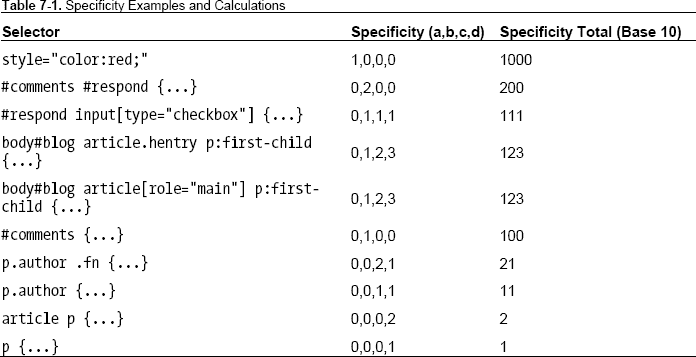 Table 7-1. Specificity Examples and Calculations
Selector Specificity (a,b,c,d) Specificity Total (Base 10)
style="color:red;" 1,0,0,0 1000
#comments #respond {...} 0,2,0,0 200
#respond input[type="checkbox"] {...} 0,1,1,1 111
body#blog article.hentry p:first-child
{...} 0,1,2,3 123
body#blog article[role="main"] p:first-
child {...} 0,1,2,3 123
#comments {...} 0,1,0,0 100
p.author .fn {...} 0,0,2,1 21
p.author {...} 0,0,1,1 11
article p {...} 0,0,0,2 2
p {...} 0,0,0,1 1